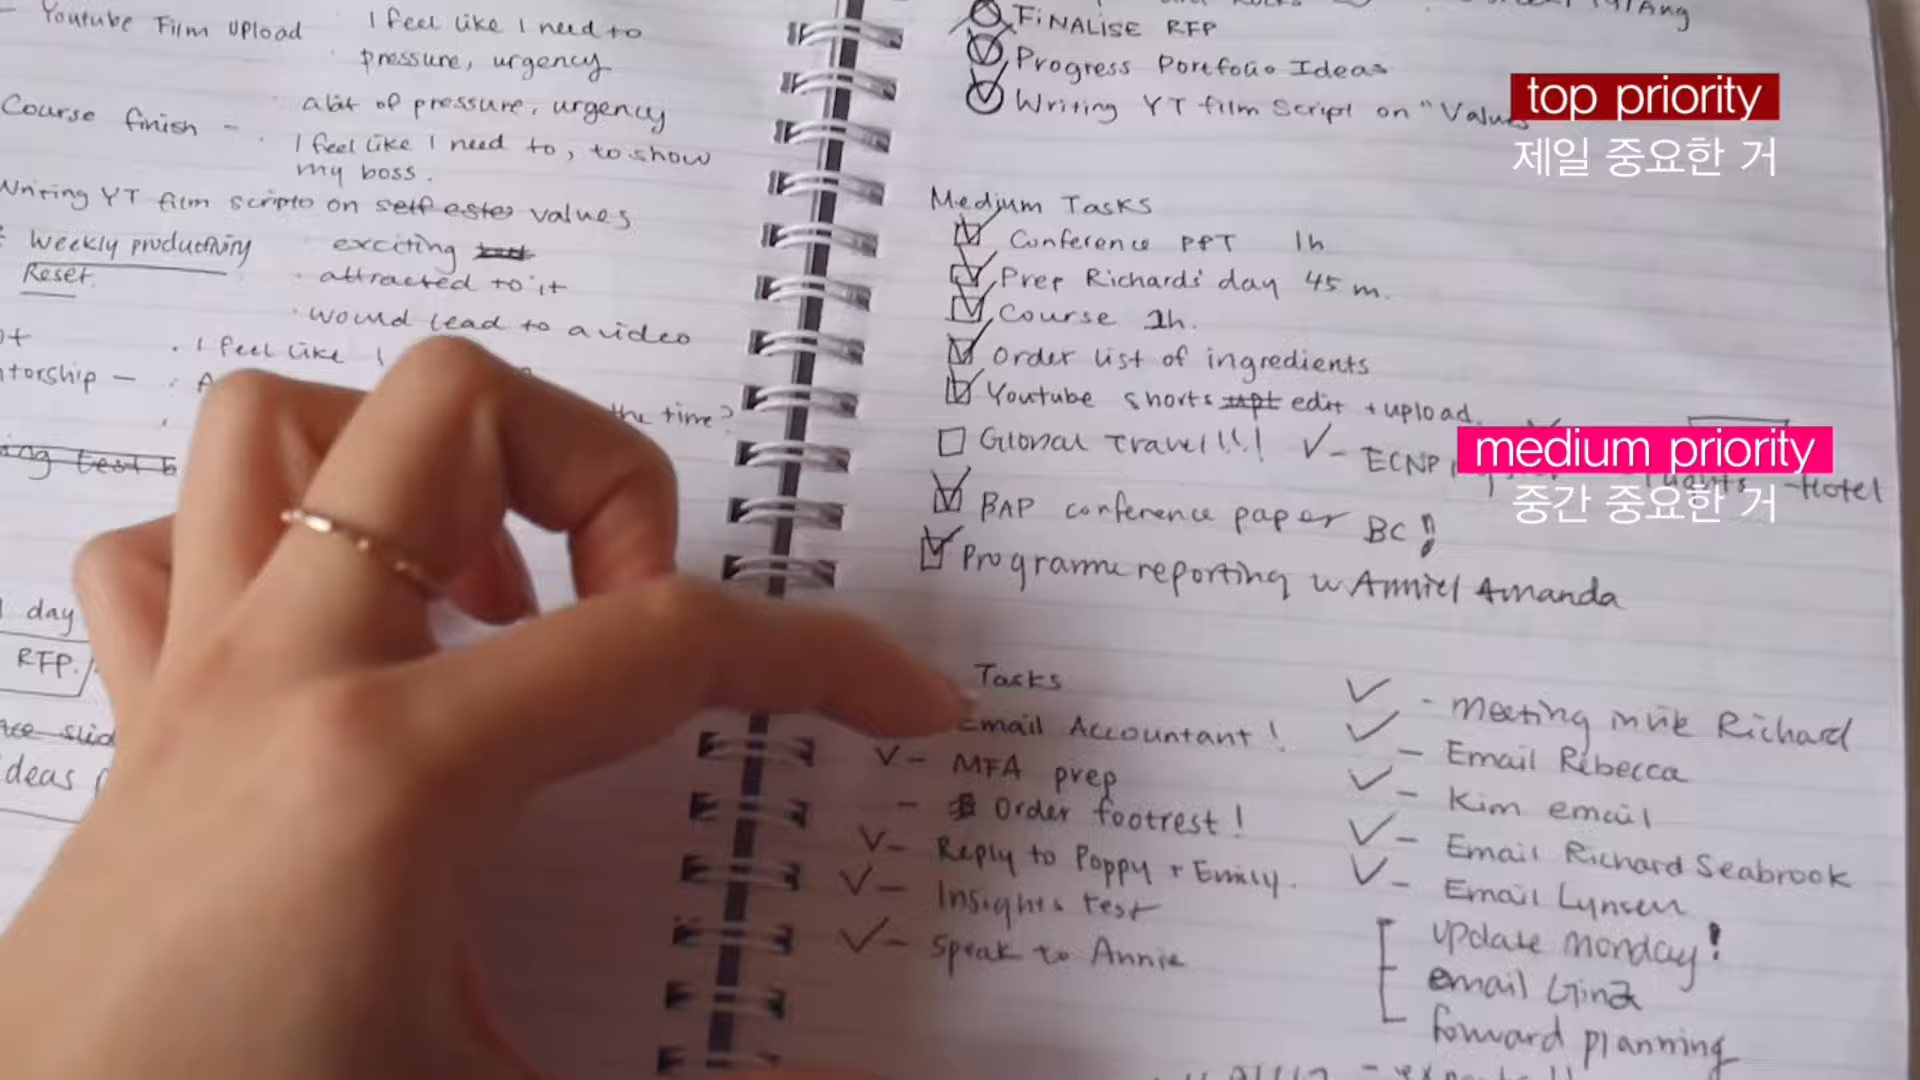 - Youtube Film Upload
I feel like I need to
pressure, urgency
Course finish -
a bit of pressure, urgency
I feel like I need to, to show
my boss.
Writing YT film scripts on values
Weekly productivity
Reset.
exciting
attracted to it
would lead to a video
I feel like I
the time?
day
RFP.
19/Aug
FINALISE RFP
Progress Portfolio Ideas
Writing YT film Script on "Values
top priority
제일 중요한 거
Medium Tasks
Conference PPT 1h
Prep Richards' day 45 m.
Course 1h.
Order list of ingredients
Youtube shorts edit + upload.
Global Travel!!! ✓- ECNP
-Hotel
medium priority
중간 중요한 거
BAP conference paper BC!
Programme reporting w Annie/ Amanda
Tasks
Email Accountant!
✓- MFA prep
- Order footrest!
✓- Reply to Poppy + Emily.
✓- Insights test
✓- Speak to Annie
✓ - Meeting invite Richard
✓ - Email Rebecca
✓ - Kim email
✓ - Email Richard Seabrook
✓ - Email Lynsen
update Monday!
email Gina
forward planning